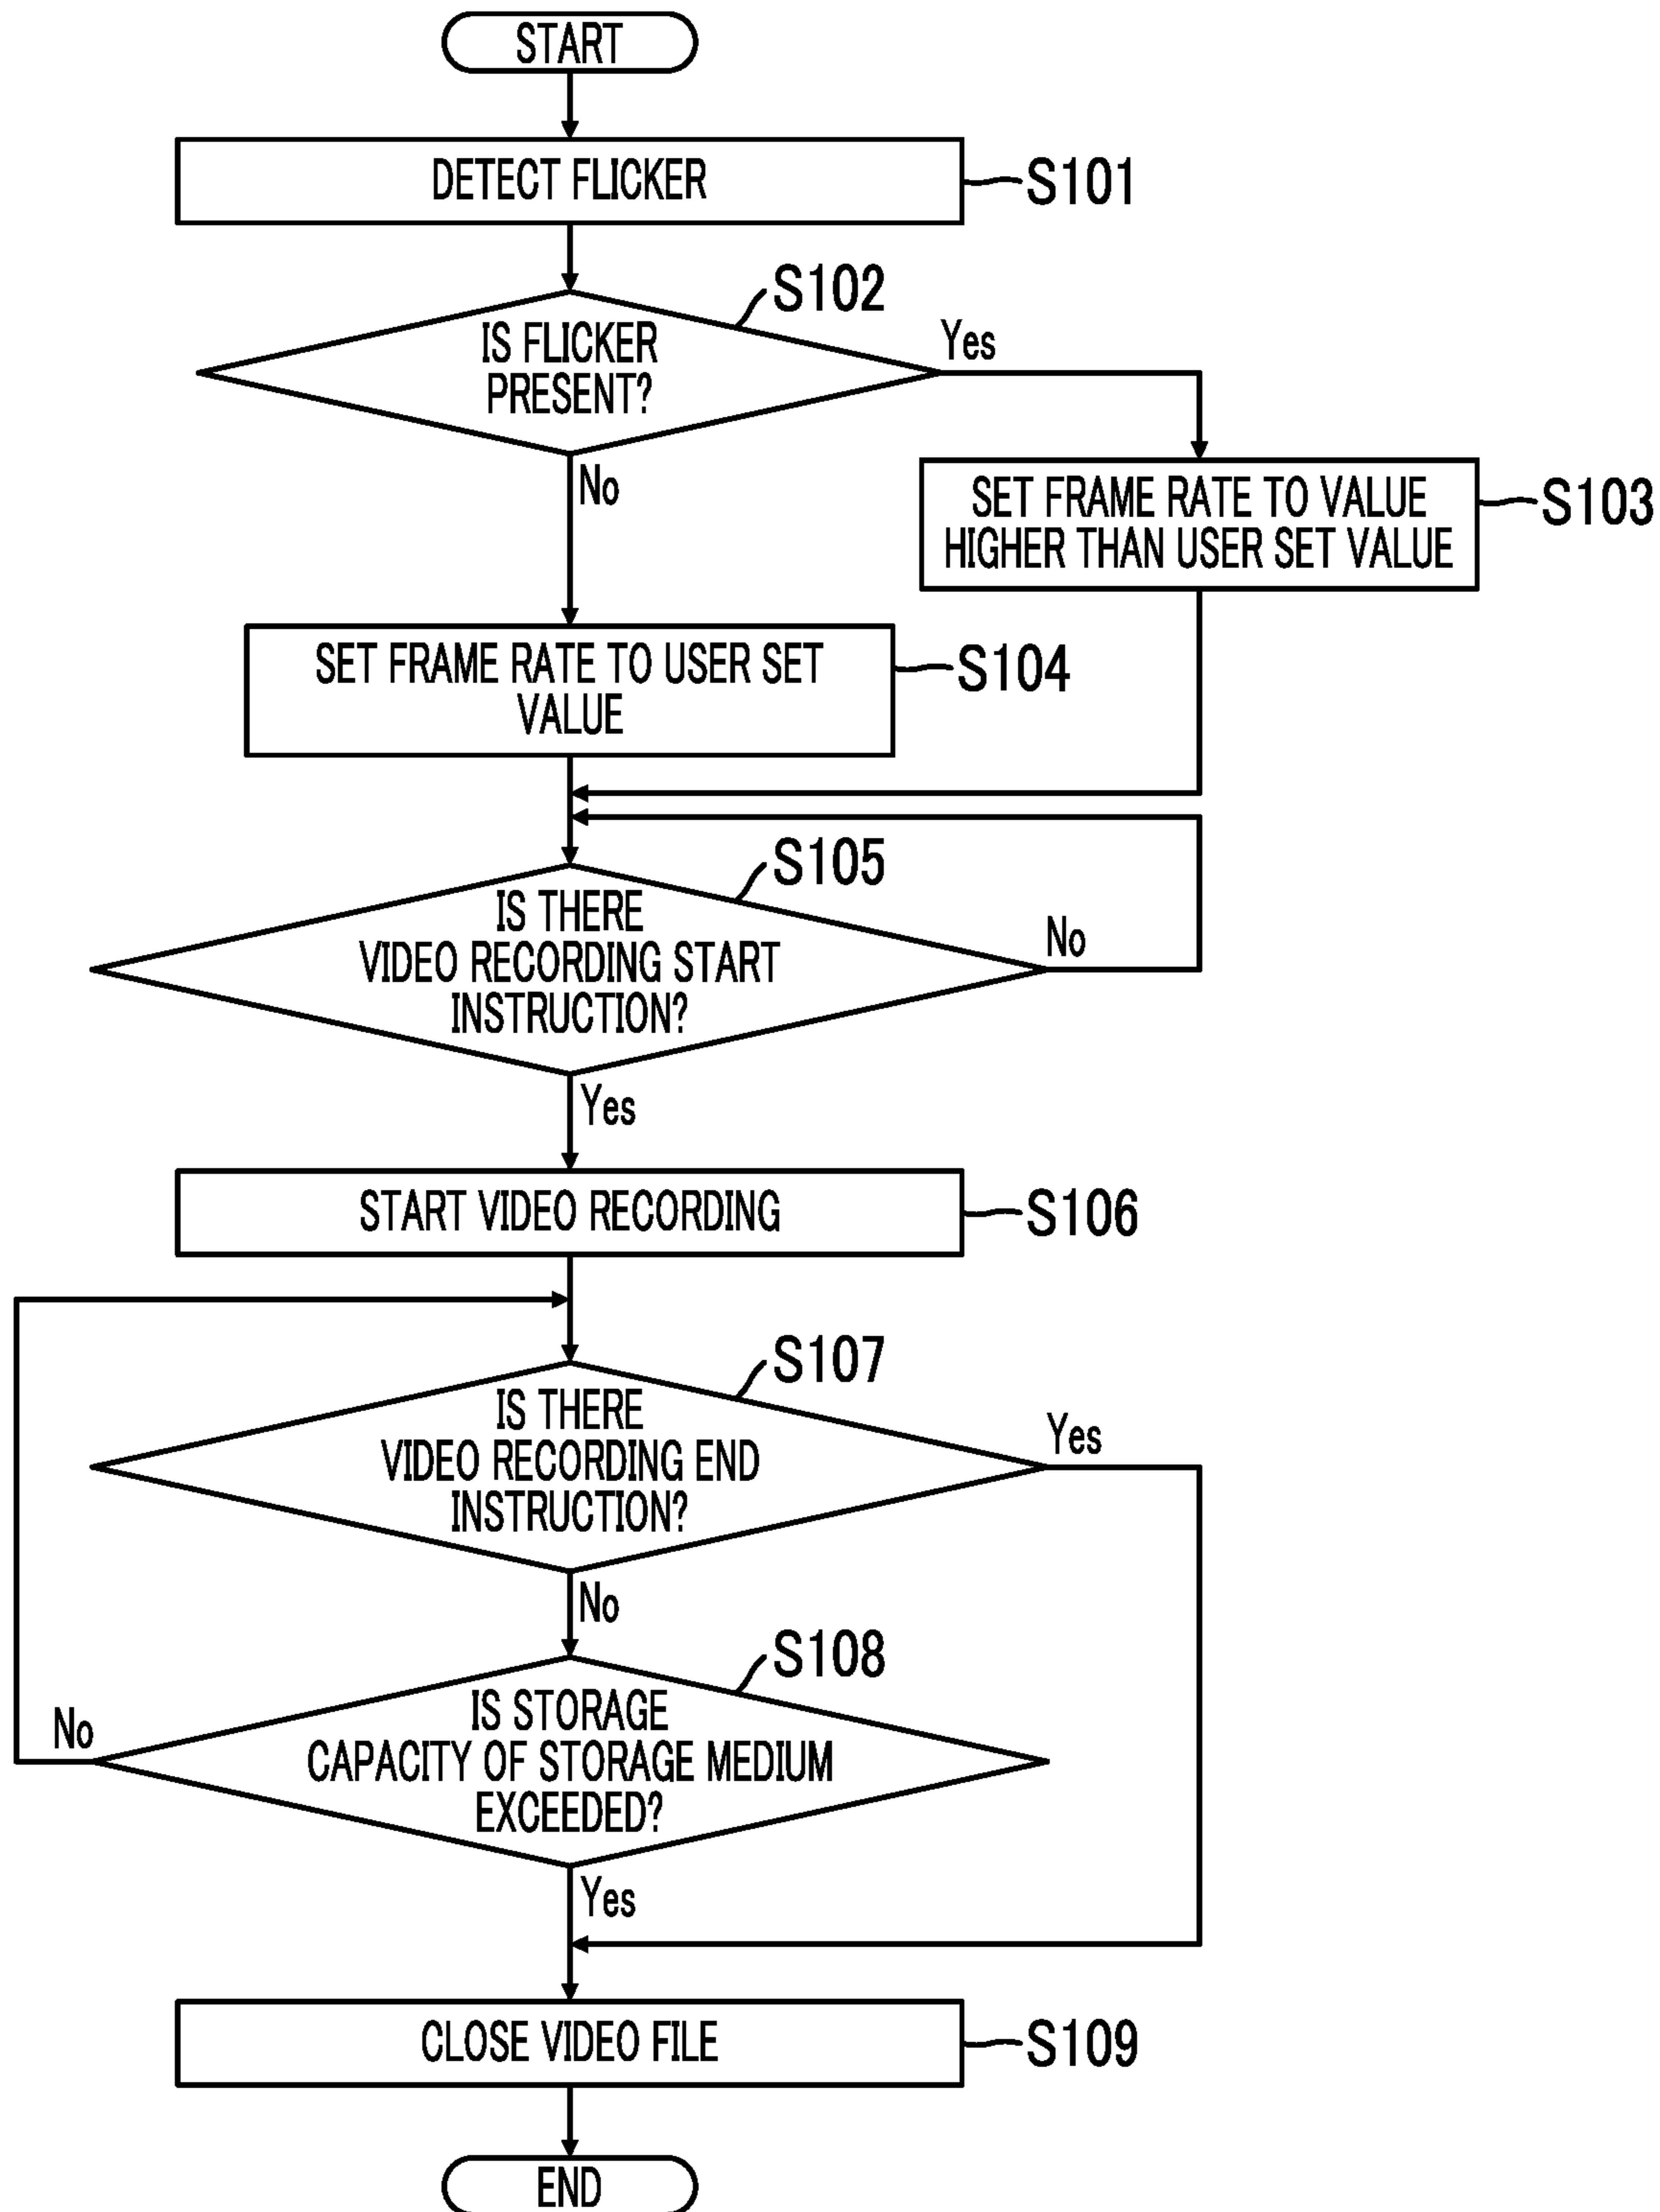 START
DETECT FLICKER
S101
S102
IS FLICKER
PRESENT?
Yes
No
SET FRAME RATE TO VALUE
HIGHER THAN USER SET VALUE
S103
SET FRAME RATE TO USER SET
VALUE
S104
S105
IS THERE
VIDEO RECORDING START
INSTRUCTION?
No
Yes
START VIDEO RECORDING
S106
S107
IS THERE
VIDEO RECORDING END
INSTRUCTION?
Yes
No
S108
IS STORAGE
CAPACITY OF STORAGE MEDIUM
EXCEEDED?
No
Yes
CLOSE VIDEO FILE
S109
END